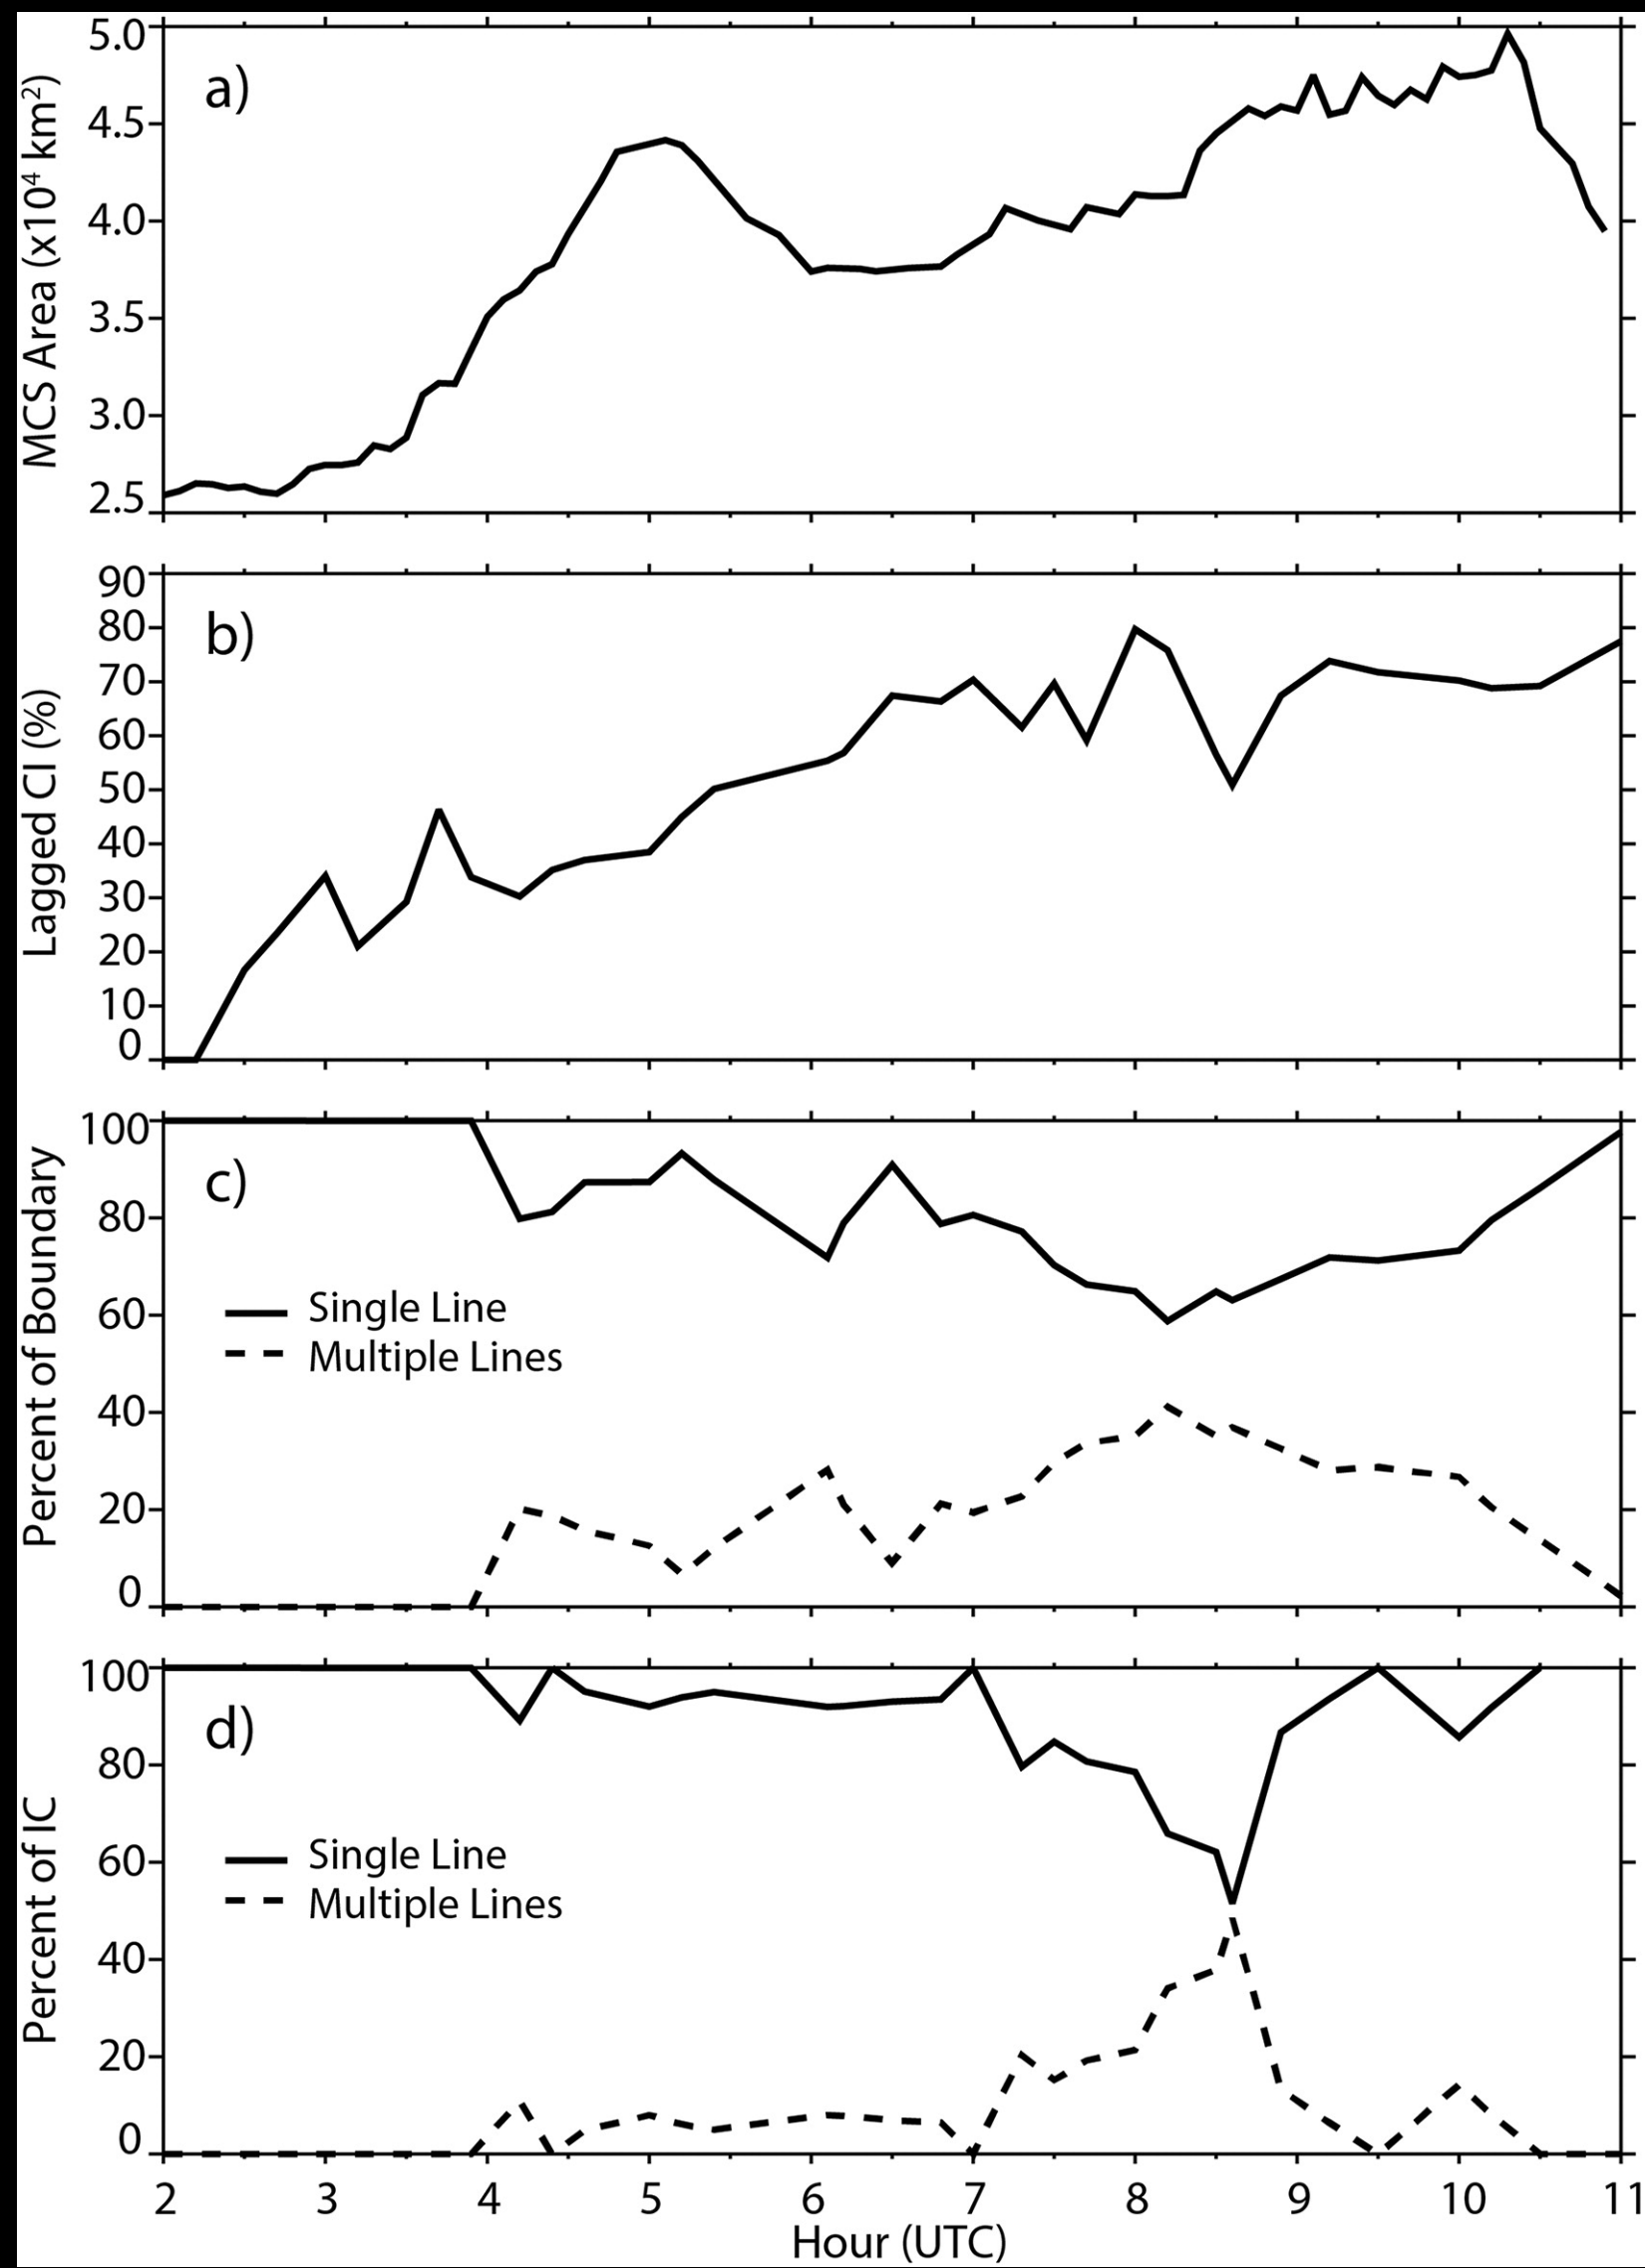 MCS Area (x10⁴ km²)
a)
5.0
4.5
4.0
3.5
3.0
2.5
Lagged CI (%)
b)
90
80
70
60
50
40
30
20
10
0
Percent of Boundary
c)
100
80
60
40
20
0
Single Line
Multiple Lines
Percent of IC
d)
100
80
60
40
20
0
Single Line
Multiple Lines
2 3 4 5 6 7 8 9 10 11
Hour (UTC)